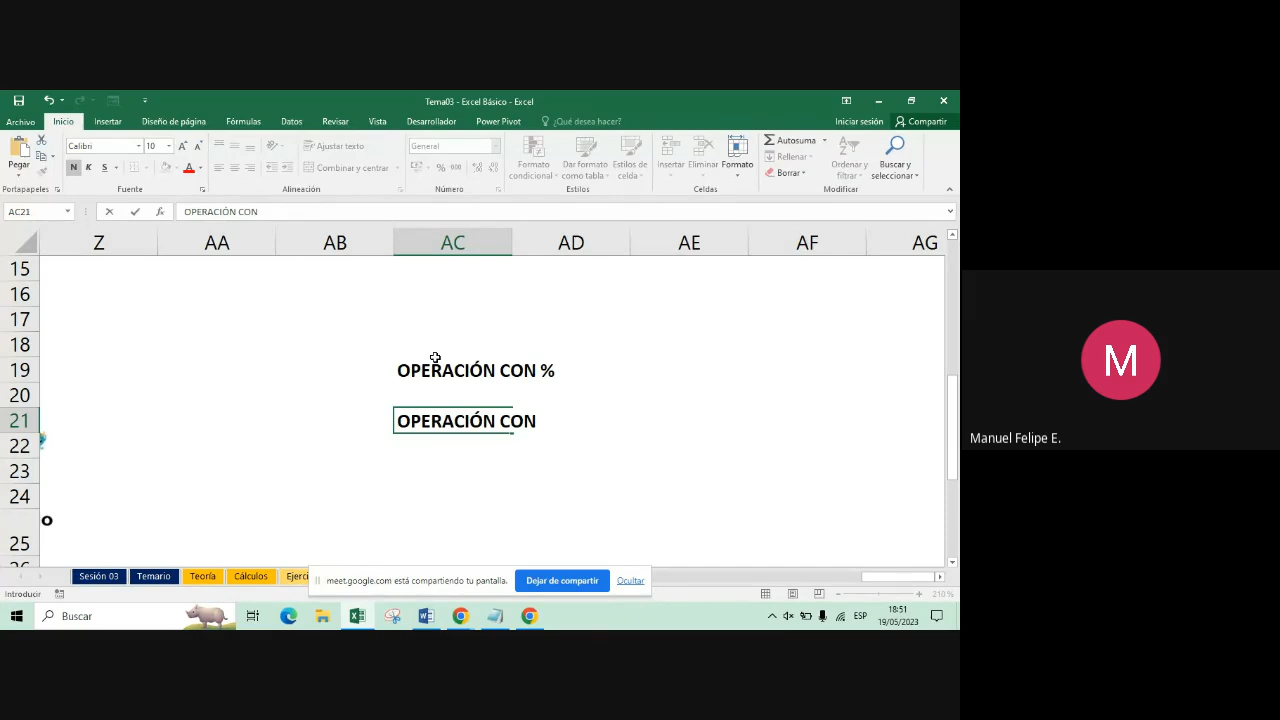 Tema03 - Excel Básico - Excel
Archivo Inicio Insertar Diseño de página Fórmulas Datos Revisar Vista Desarrollador Power Pivot ¿Qué desea hacer? Iniciar sesión Compartir
Pegar
Calibri 10
N K S
Ajustar texto
Combinar y centrar
General
% 000
Formato condicional
Dar formato como tabla
Estilos de celda
Insertar Eliminar Formato
Autosuma
Rellenar
Borrar
Ordenar y filtrar
Buscar y seleccionar
Portapapeles Fuente Alineación Número Estilos Celdas Modificar
AC21 fx OPERACIÓN CON
Z AA AB AC AD AE AF AG
15
16
17
18
19 OPERACIÓN CON %
20
21 OPERACIÓN CON
22
23
24
o
25
Sesión 03 Temario Teoría Cálculos Ejerci
meet.google.com está compartiendo tu pantalla. Dejar de compartir Ocultar
Introducir 210 %
Buscar
ESP
18:51
19/05/2023
M
Manuel Felipe E.